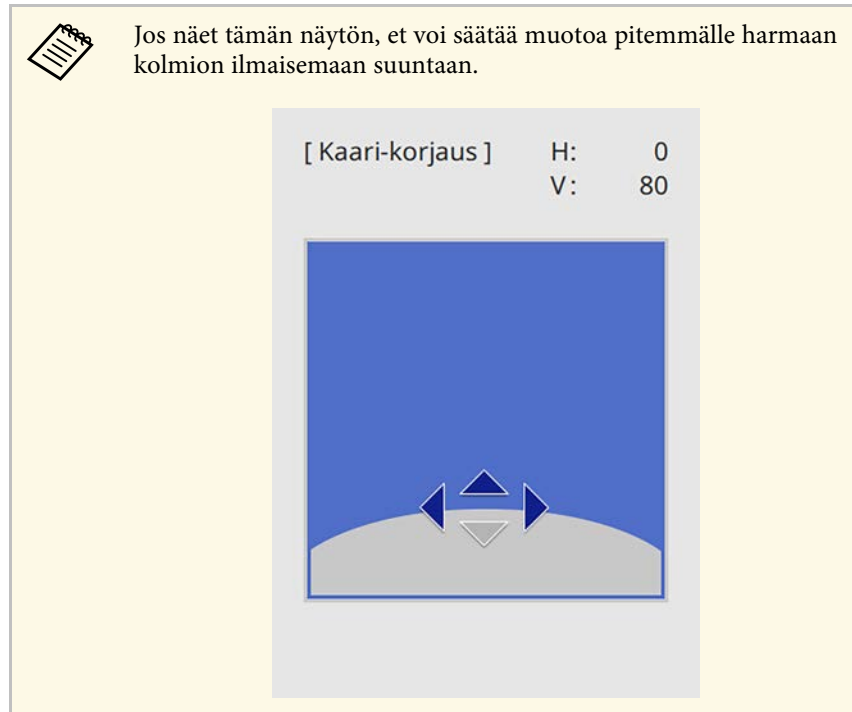 Jos näet tämän näytön, et voi säätää muotoa pitemmälle harmaan
kolmion ilmaisemaan suuntaan.
[ Kaari-korjaus ] H: 0
V: 80